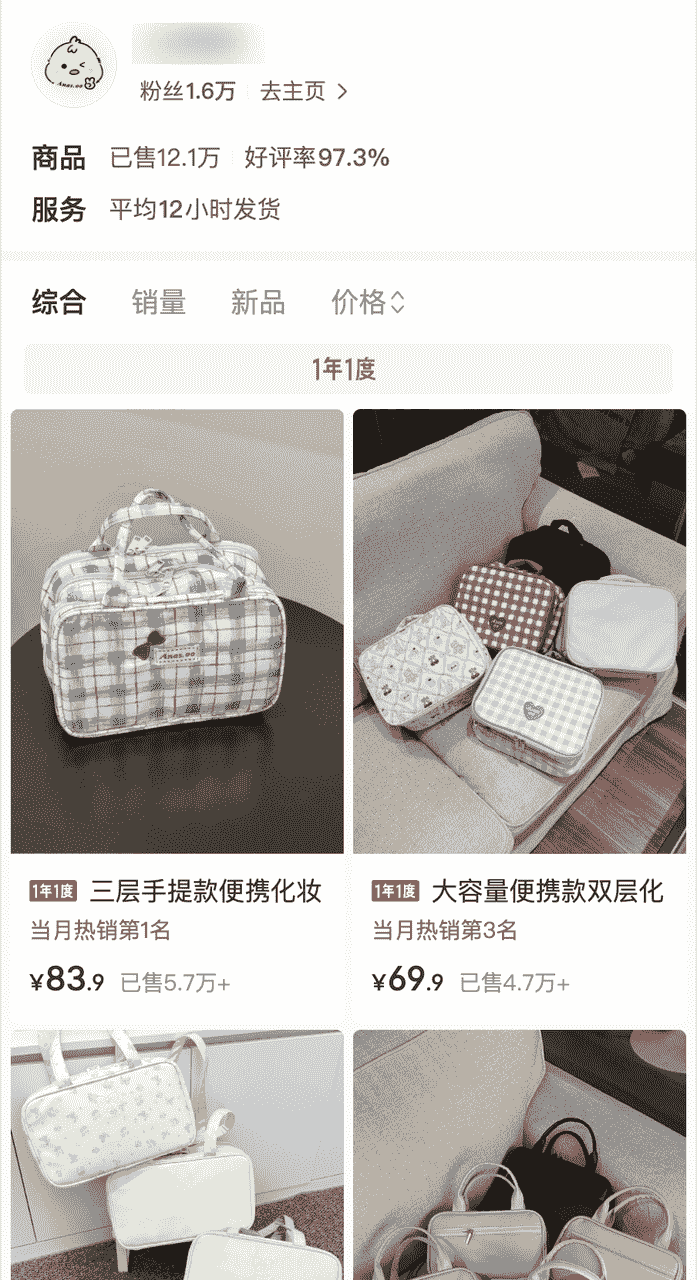 粉丝1.6万 去主页
商品 已售12.1万 好评率97.3%
服务 平均12小时发货
综合 销量 新品 价格
1年1度
1年1度 三层手提款便携化妆
当月热销第1名
¥83.9 已售5.7万+
1年1度 大容量便携款双层化
当月热销第3名
¥69.9 已售4.7万+